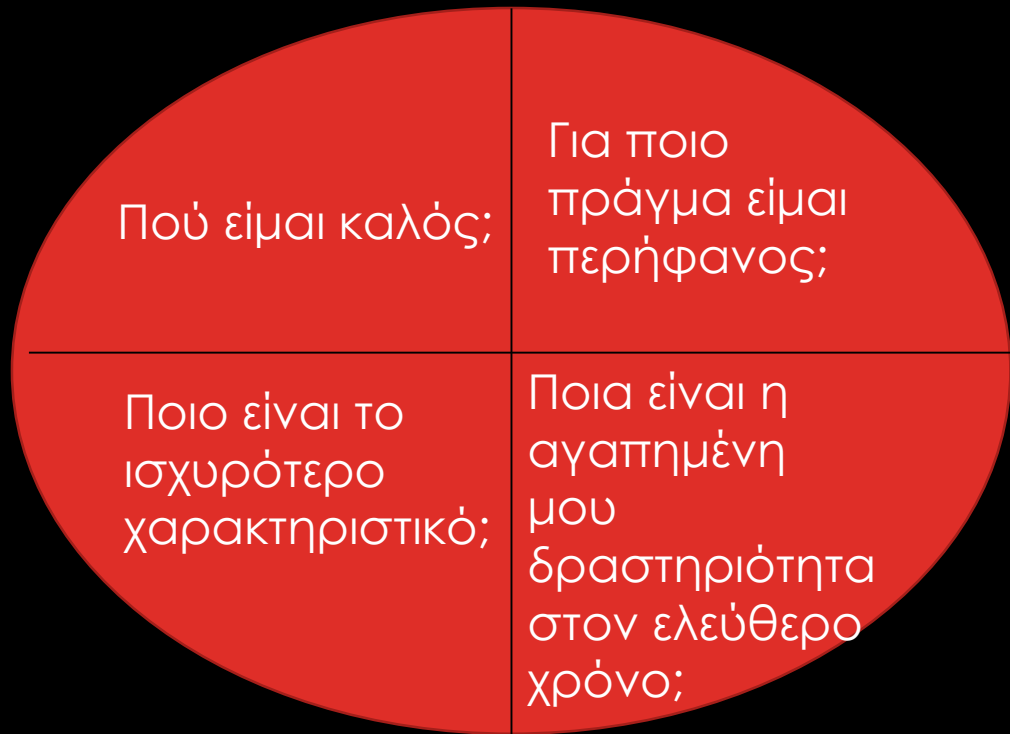 Πού είμαι καλός;
Για ποιο
πράγμα είμαι
περήφανος;
Ποιο είναι το
ισχυρότερο
χαρακτηριστικό;
Ποια είναι η
αγαπημένη
μου
δραστηριότητα
στον ελεύθερο
χρόνο;